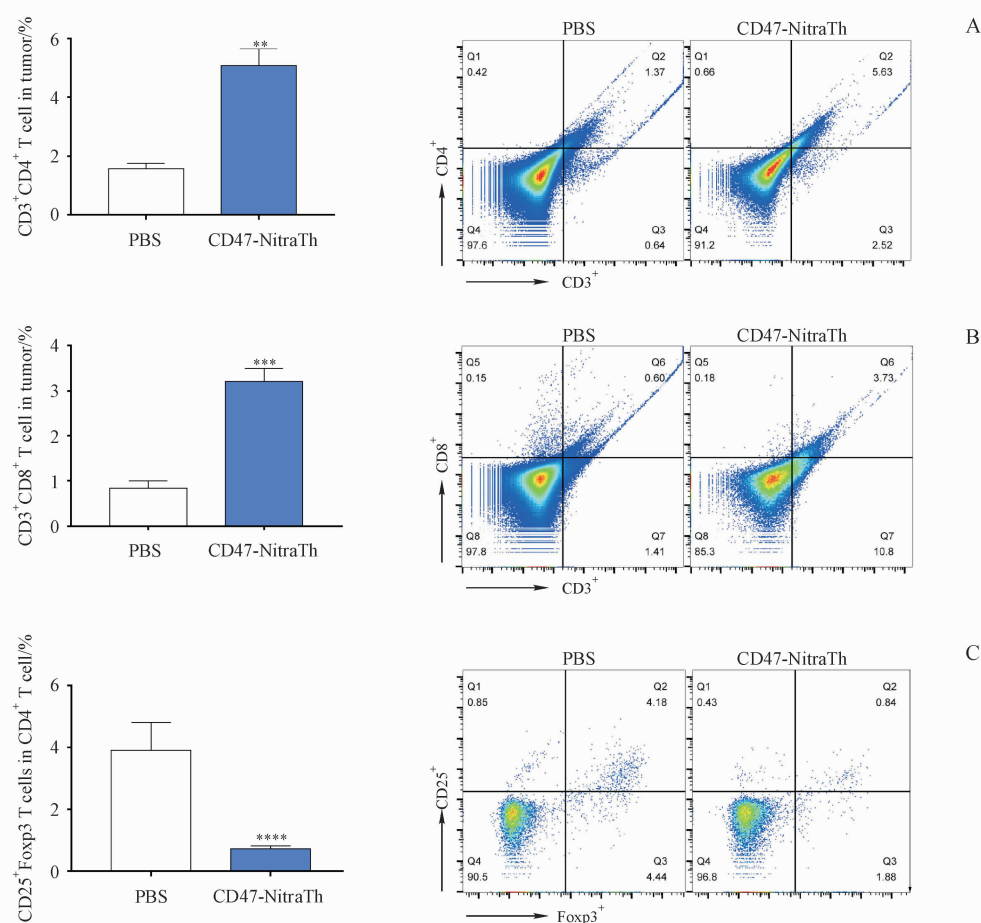 A
CD3+CD4+ T cell in tumor/%
6
4
2
0
**
PBS
CD47-NitraTh
PBS
CD47-NitraTh
Q1
0.42
Q2
1.37
Q4
97.6
Q3
0.64
Q1
0.66
Q2
5.63
Q4
91.2
Q3
2.52
CD4+
CD3+
B
CD3+CD8+ T cell in tumor/%
4
3
2
1
0
***
PBS
CD47-NitraTh
PBS
CD47-NitraTh
Q5
0.15
Q6
0.60
Q8
97.8
Q7
1.41
Q5
0.18
Q6
3.73
Q8
85.3
Q7
10.8
CD8+
CD3+
C
CD25+Foxp3 T cells in CD4+ T cell/%
6
4
2
0
****
PBS
CD47-NitraTh
PBS
CD47-NitraTh
Q1
0.85
Q2
4.18
Q4
90.5
Q3
4.44
Q1
0.43
Q2
0.84
Q4
96.8
Q3
1.88
CD25+
Foxp3+